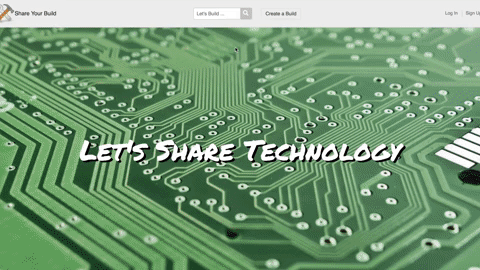 Share Your Build
Let's Build ...
Create a Build
Log In
Sign Up
Let's Share Technology